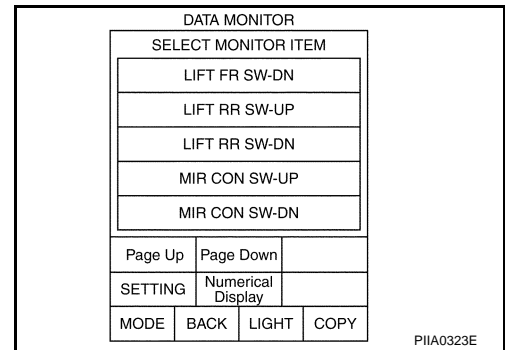 DATA MONITOR
SELECT MONITOR ITEM
LIFT FR SW-DN
LIFT RR SW-UP
LIFT RR SW-DN
MIR CON SW-UP
MIR CON SW-DN
Page Up Page Down
SETTING Numerical
Display
MODE BACK LIGHT COPY
PIIA0323E